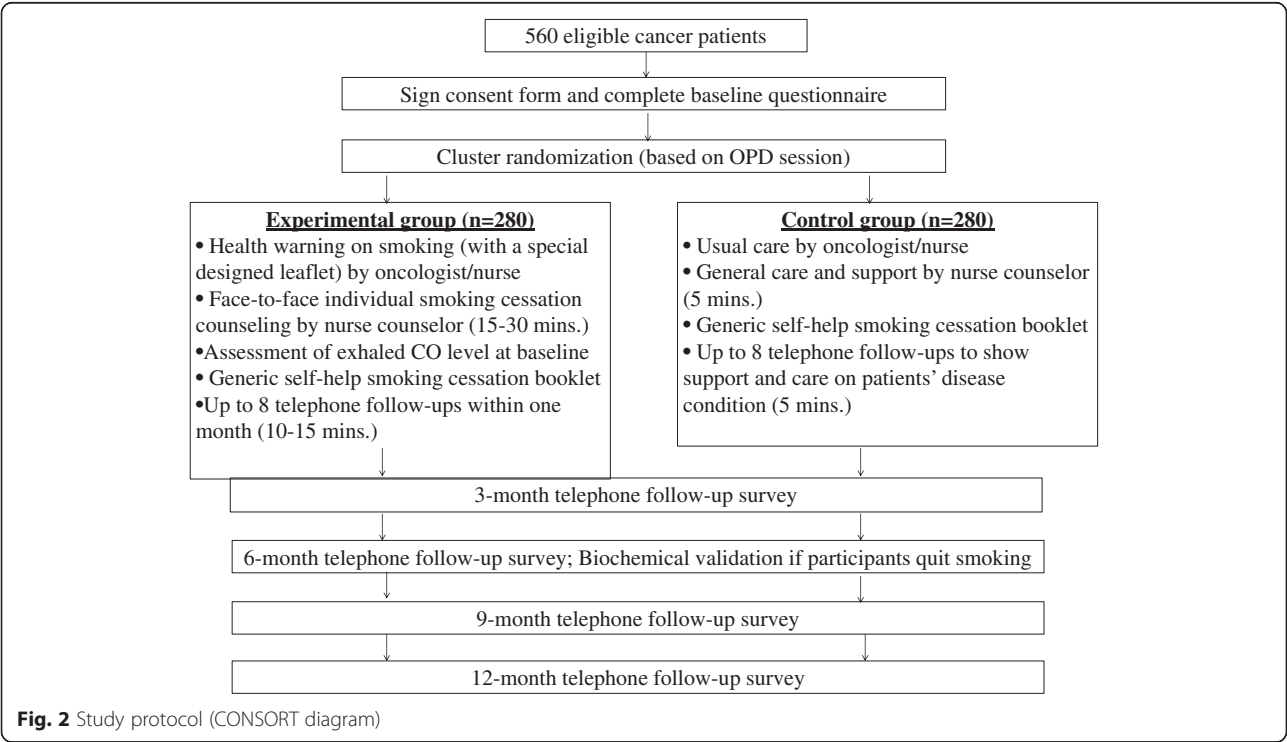 560 eligible cancer patients
Sign consent form and complete baseline questionnaire
Cluster randomization (based on OPD session)
Experimental group (n=280)
• Health warning on smoking (with a special
designed leaflet) by oncologist/nurse
• Face-to-face individual smoking cessation
counseling by nurse counselor (15-30 mins.)
•Assessment of exhaled CO level at baseline
• Generic self-help smoking cessation booklet
•Up to 8 telephone follow-ups within one
month (10-15 mins.)
Control group (n=280)
• Usual care by oncologist/nurse
• General care and support by nurse counselor
(5 mins.)
• Generic self-help smoking cessation booklet
• Up to 8 telephone follow-ups to show
support and care on patients’ disease
condition (5 mins.)
3-month telephone follow-up survey
6-month telephone follow-up survey; Biochemical validation if participants quit smoking
9-month telephone follow-up survey
12-month telephone follow-up survey
Fig. 2 Study protocol (CONSORT diagram)